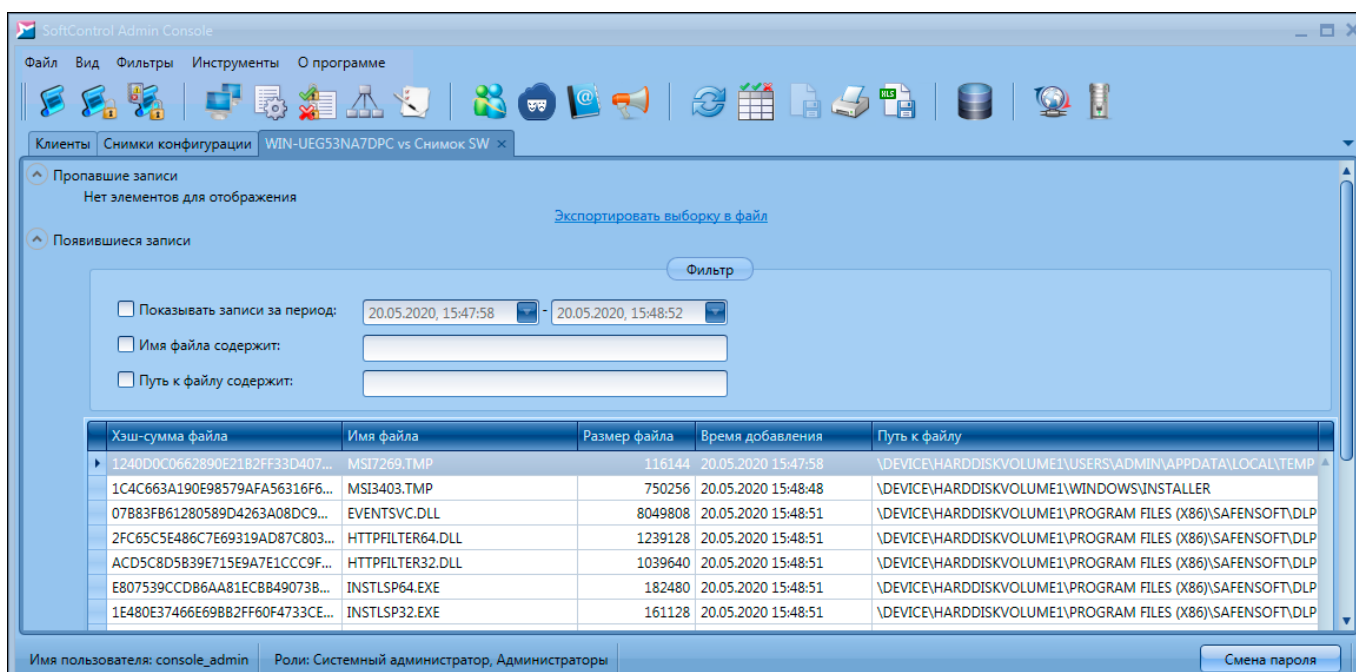 SoftControl Admin Console
Файл Вид Фильтры Инструменты О программе
Клиенты Снимки конфигурации WIN-UEG53NA7DPC vs Снимок SW
Пропавшие записи
Нет элементов для отображения
Экспортировать выборку в файл
Появившиеся записи
Фильтр
Показывать записи за период: 20.05.2020, 15:47:58 - 20.05.2020, 15:48:52
Имя файла содержит:
Путь к файлу содержит:
Хэш-сумма файла Имя файла Размер файла Время добавления Путь к файлу
1240D0C0662890E21B2FF33D407... MSI7269.TMP 116144 20.05.2020 15:47:58 \DEVICE\HARDDISKVOLUME1\USERS\ADMIN\APPDATA\LOCAL\TEMP
1C4C663A190E98579AFA56316F6... MSI3403.TMP 750256 20.05.2020 15:48:48 \DEVICE\HARDDISKVOLUME1\WINDOWS\INSTALLER
07B83FB61280589D4263A08DC9... EVENTSVC.DLL 8049808 20.05.2020 15:48:51 \DEVICE\HARDDISKVOLUME1\PROGRAM FILES (X86)\SAFENSOFT\DLP
2FC65C5E486C7E69319AD87C803... HTTPFILTER64.DLL 1239128 20.05.2020 15:48:51 \DEVICE\HARDDISKVOLUME1\PROGRAM FILES (X86)\SAFENSOFT\DLP
ACD5C8D5B39E715E9A7E1CCC9F... HTTPFILTER32.DLL 1039640 20.05.2020 15:48:51 \DEVICE\HARDDISKVOLUME1\PROGRAM FILES (X86)\SAFENSOFT\DLP
E807539CCDB6AA81ECBB49073B... INSTLSP64.EXE 182480 20.05.2020 15:48:51 \DEVICE\HARDDISKVOLUME1\PROGRAM FILES (X86)\SAFENSOFT\DLP
1E480E37466E69BB2FF60F4733CE... INSTLSP32.EXE 161128 20.05.2020 15:48:51 \DEVICE\HARDDISKVOLUME1\PROGRAM FILES (X86)\SAFENSOFT\DLP
Имя пользователя: console_admin Роли: Системный администратор, Администраторы Смена пароля